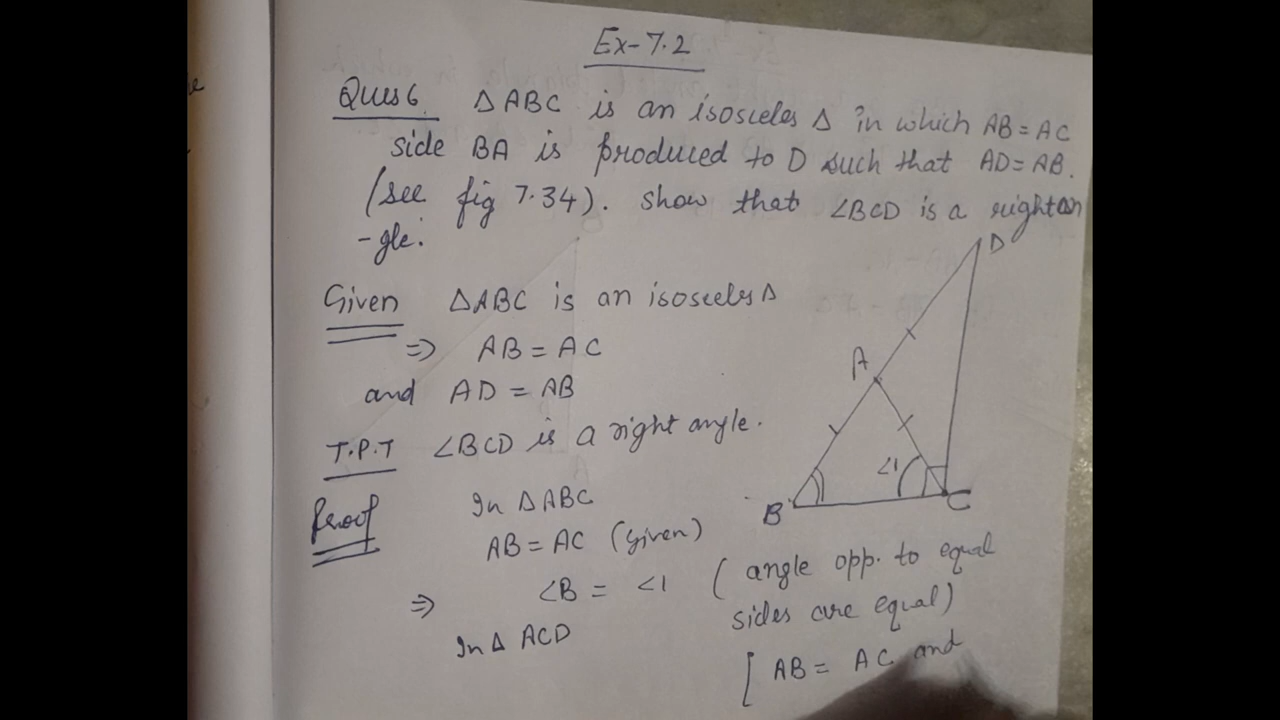 Ex-7.2
Ques 6. △ABC is an isosceles △ in which AB = AC
side BA is produced to D such that AD = AB.
(see fig 7.34). show that ∠BCD is a right an
-gle.
Given △ABC is an isosceles △
⇒ AB = AC
and AD = AB
T.P.T ∠BCD is a right angle.
Proof In △ABC
AB = AC (given)
⇒ ∠B = ∠1 (angle opp. to equal
sides are equal)
In △ ACD
[AB = AC and
D
A
∠1
B
C